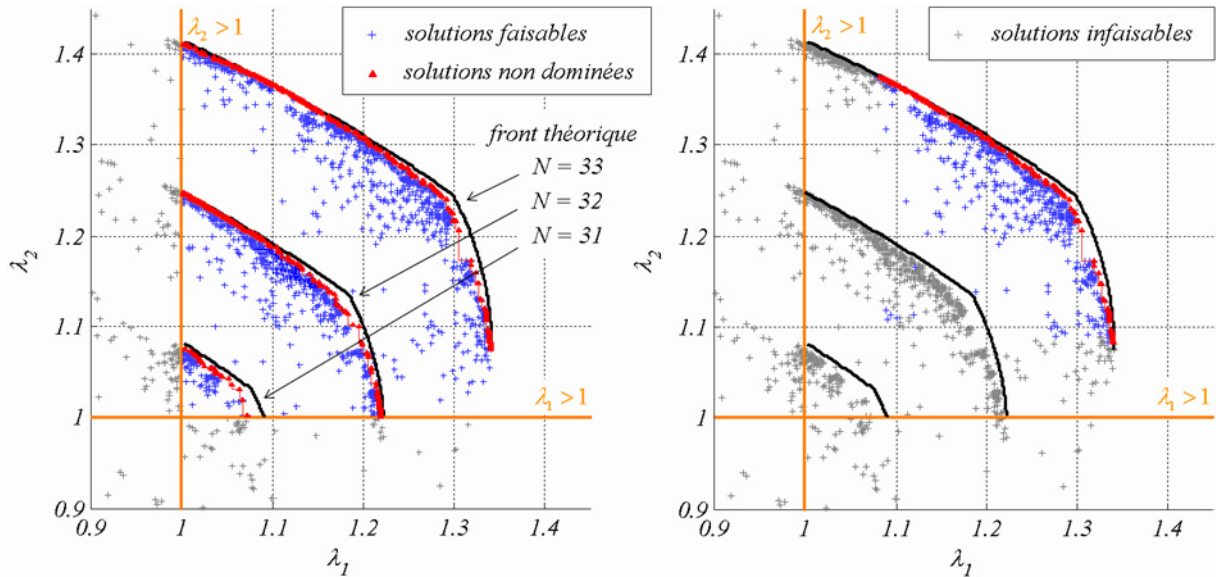 λ₂ > 1
+ solutions faisables
▲ solutions non dominées
front théorique
N = 33
N = 32
N = 31
λ₁ > 1
1.4
1.3
1.2
1.1
1
0.9
λ₂
0.9 1 1.1 1.2 1.3 1.4
λ₁
λ₂ > 1
+ solutions infaisables
λ₁ > 1
1.4
1.3
1.2
1.1
1
0.9
λ₂
0.9 1 1.1 1.2 1.3 1.4
λ₁